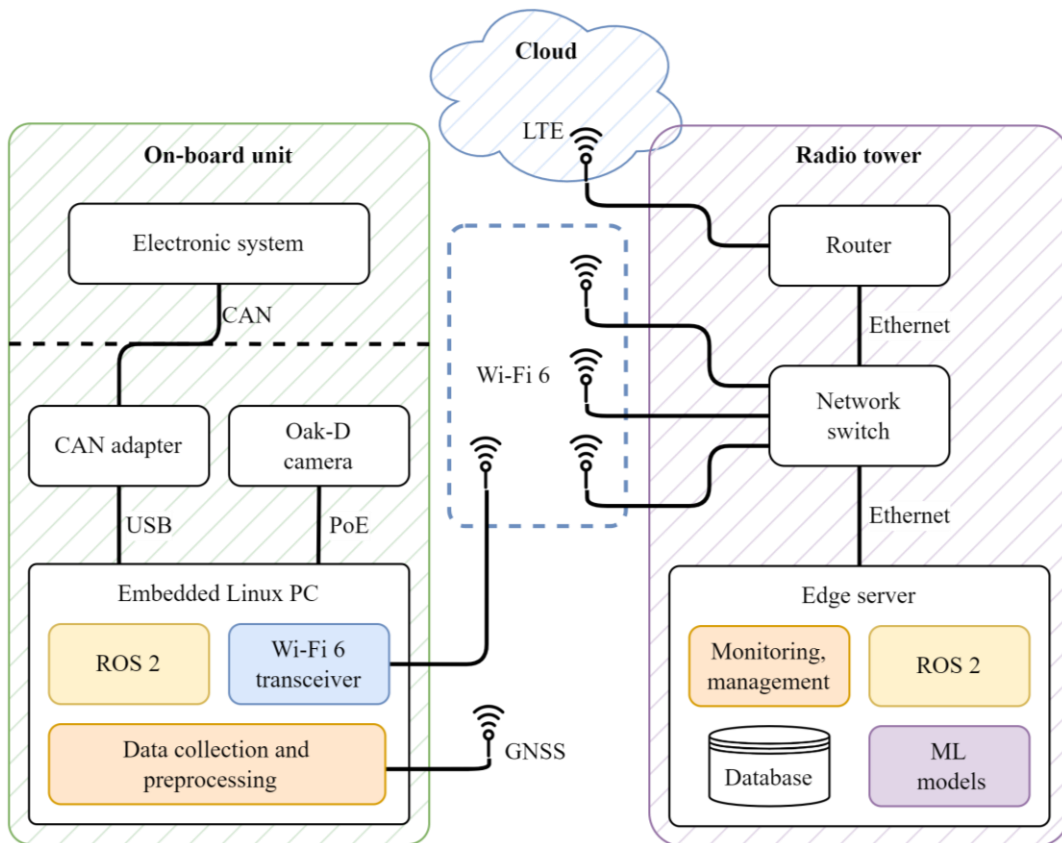 Cloud
LTE
On-board unit
Electronic system
CAN
CAN adapter
Oak-D
camera
USB
PoE
Embedded Linux PC
ROS 2
Wi-Fi 6
transceiver
Data collection and
preprocessing
Wi-Fi 6
GNSS
Radio tower
Router
Ethernet
Network
switch
Ethernet
Edge server
Monitoring,
management
ROS 2
Database
ML
models